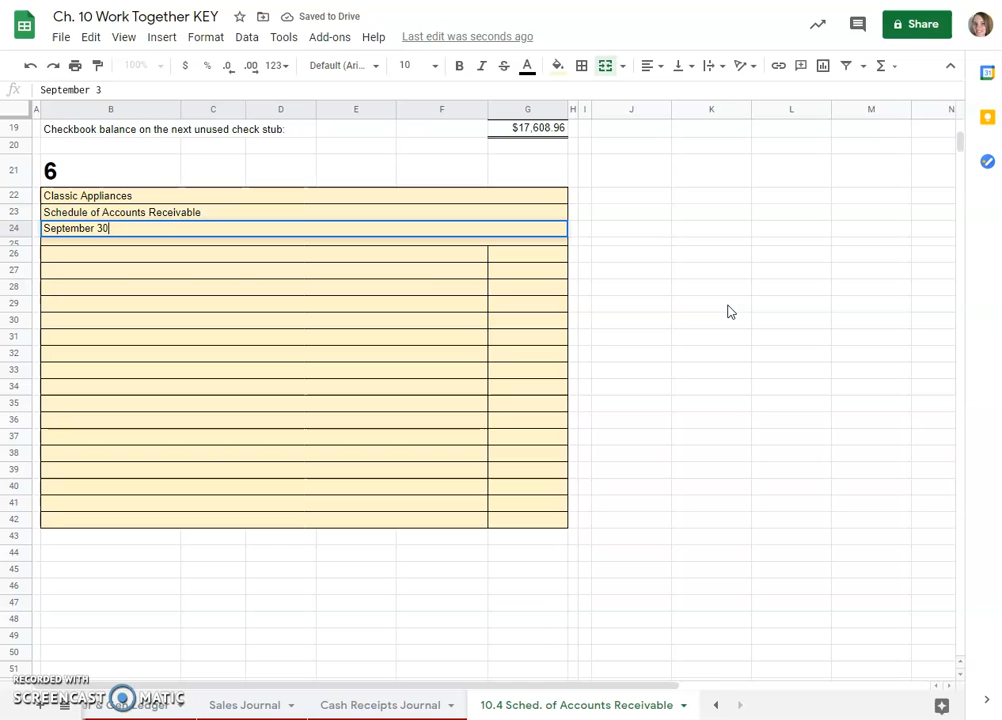 Ch. 10 Work Together KEY
Saved to Drive
File Edit View Insert Format Data Tools Add-ons Help Last edit was seconds ago
Share
100% $ % .0 .00 123 Default (Ari... 10 B I S A
fx September 3
A B C D E F G H I J K L M N
19 Checkbook balance on the next unused check stub: $17,608.96
20
21 6
22 Classic Appliances
23 Schedule of Accounts Receivable
24 September 30
25
26
27
28
29
30
31
32
33
34
35
36
37
38
39
40
41
42
43
44
45
46
47
48
49
50
51
RECORDED WITH
SCREENCAST MATIC
Sales Journal Cash Receipts Journal 10.4 Sched. of Accounts Receivable